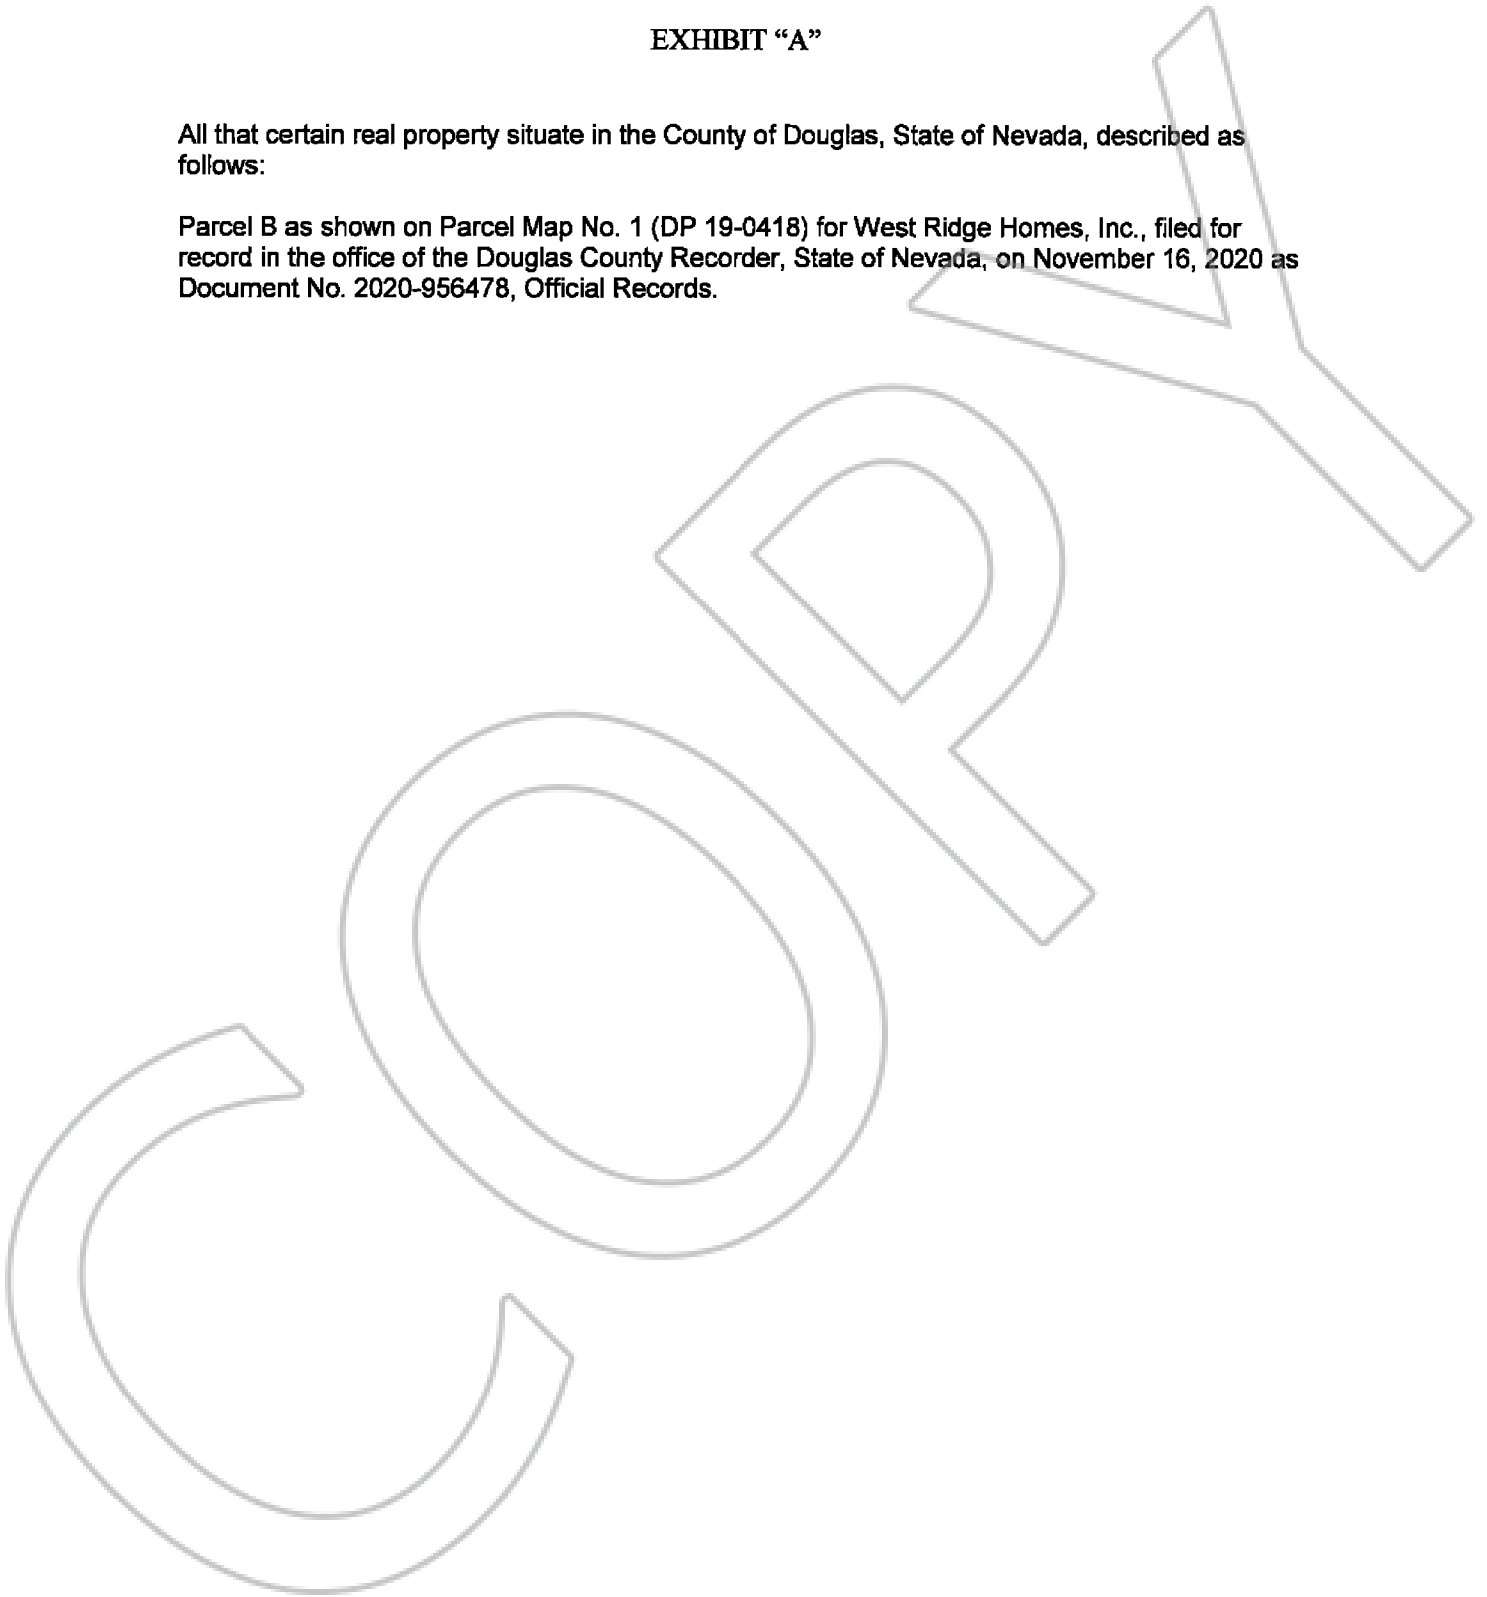 EXHIBIT “A”
All that certain real property situate in the County of Douglas, State of Nevada, described as
follows:
Parcel B as shown on Parcel Map No. 1 (DP 19-0418) for West Ridge Homes, Inc., filed for
record in the office of the Douglas County Recorder, State of Nevada, on November 16, 2020 as
Document No. 2020-956478, Official Records.
COPY